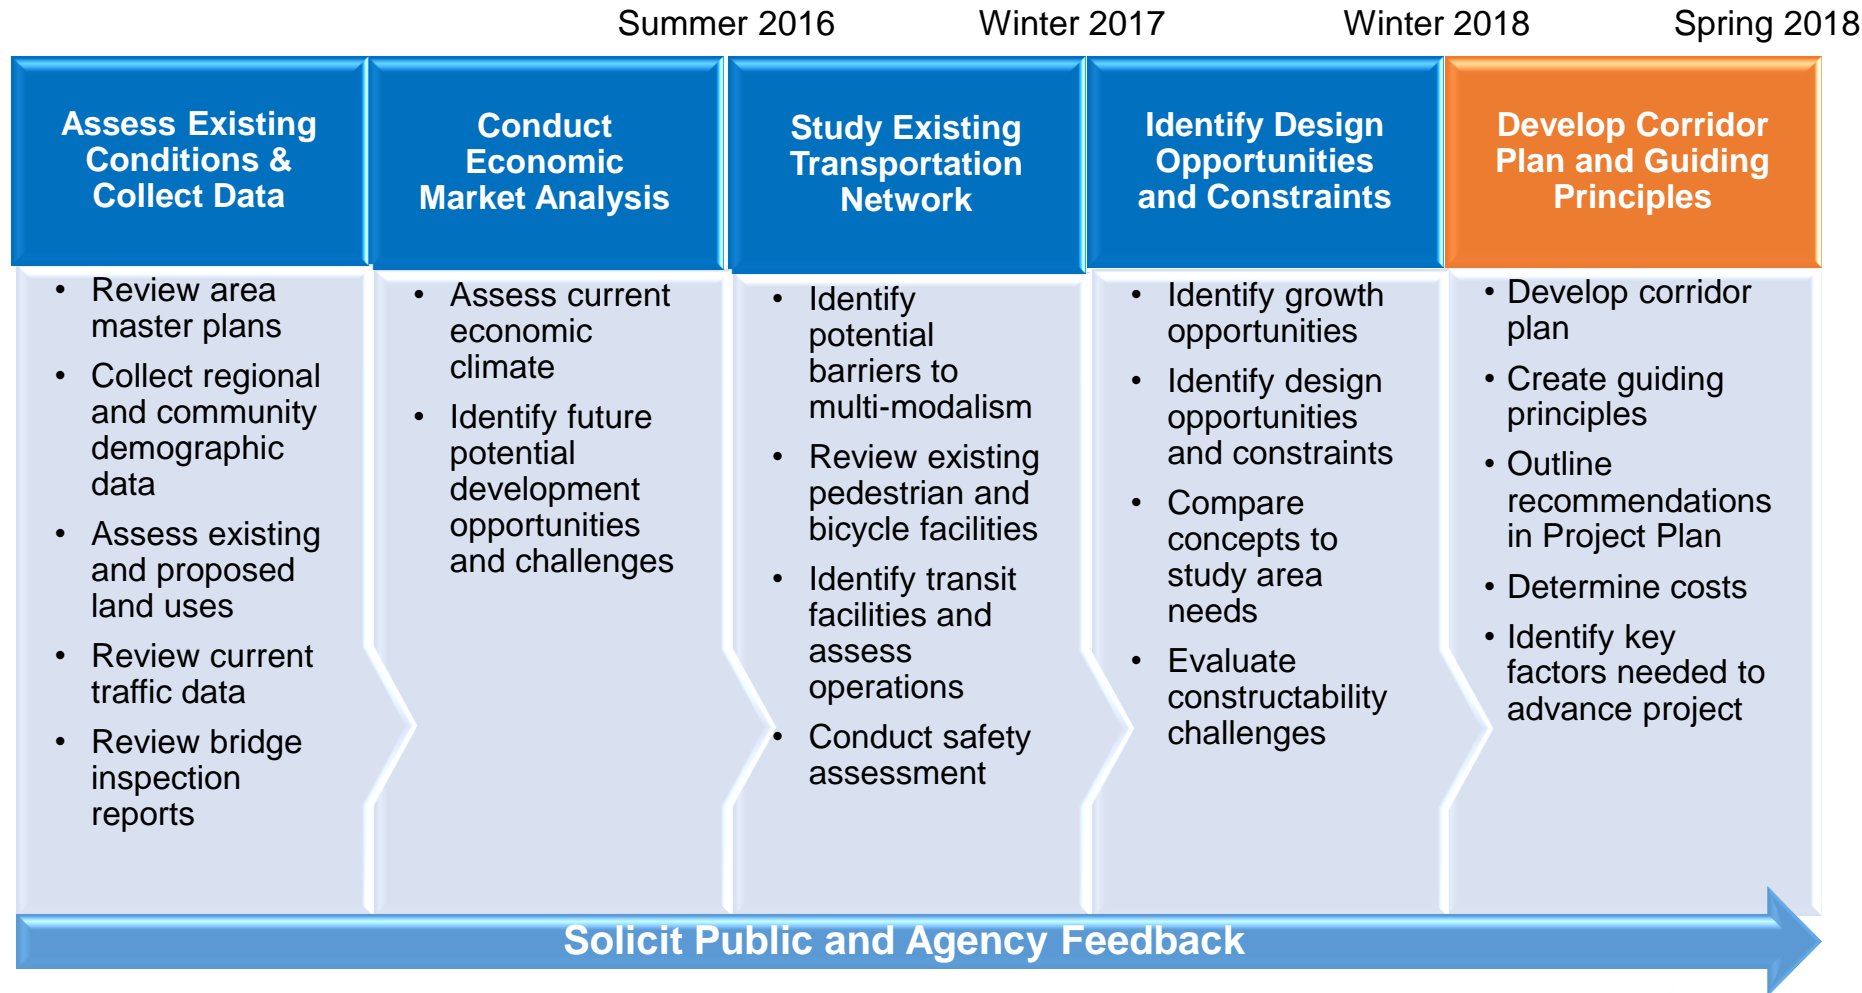 Summer 2016 Winter 2017 Winter 2018 Spring 2018
Assess Existing
Conditions &
Collect Data
• Review area
master plans
• Collect regional
and community
demographic
data
• Assess existing
and proposed
land uses
• Review current
traffic data
• Review bridge
inspection
reports
Conduct
Economic
Market Analysis
• Assess current
economic
climate
• Identify future
potential
development
opportunities
and challenges
Study Existing
Transportation
Network
• Identify
potential
barriers to
multi-modalism
• Review existing
pedestrian and
bicycle facilities
• Identify transit
facilities and
assess
operations
• Conduct safety
assessment
Identify Design
Opportunities
and Constraints
• Identify growth
opportunities
• Identify design
opportunities
and constraints
• Compare
concepts to
study area
needs
• Evaluate
constructability
challenges
Develop Corridor
Plan and Guiding
Principles
• Develop corridor
plan
• Create guiding
principles
• Outline
recommendations
in Project Plan
• Determine costs
• Identify key
factors needed to
advance project
Solicit Public and Agency Feedback